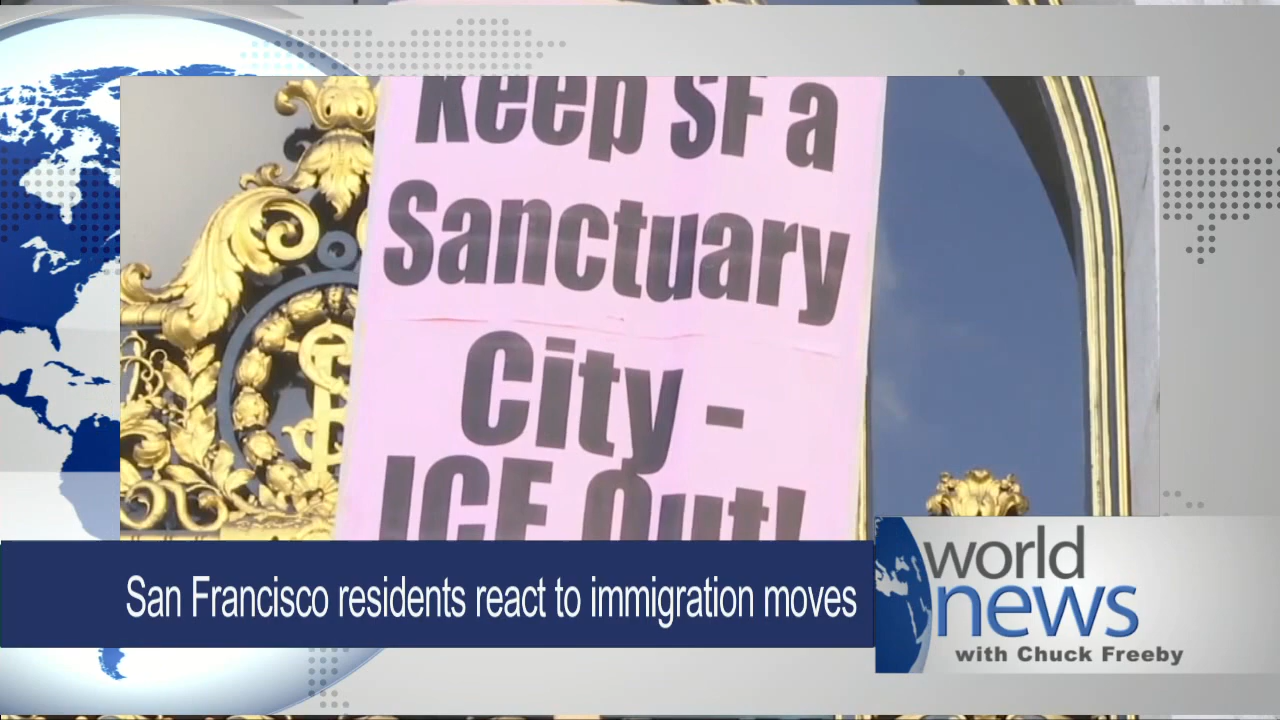 Keep SF a
Sanctuary
City -
ICE Out!
San Francisco residents react to immigration moves
world
news
with Chuck Freeby